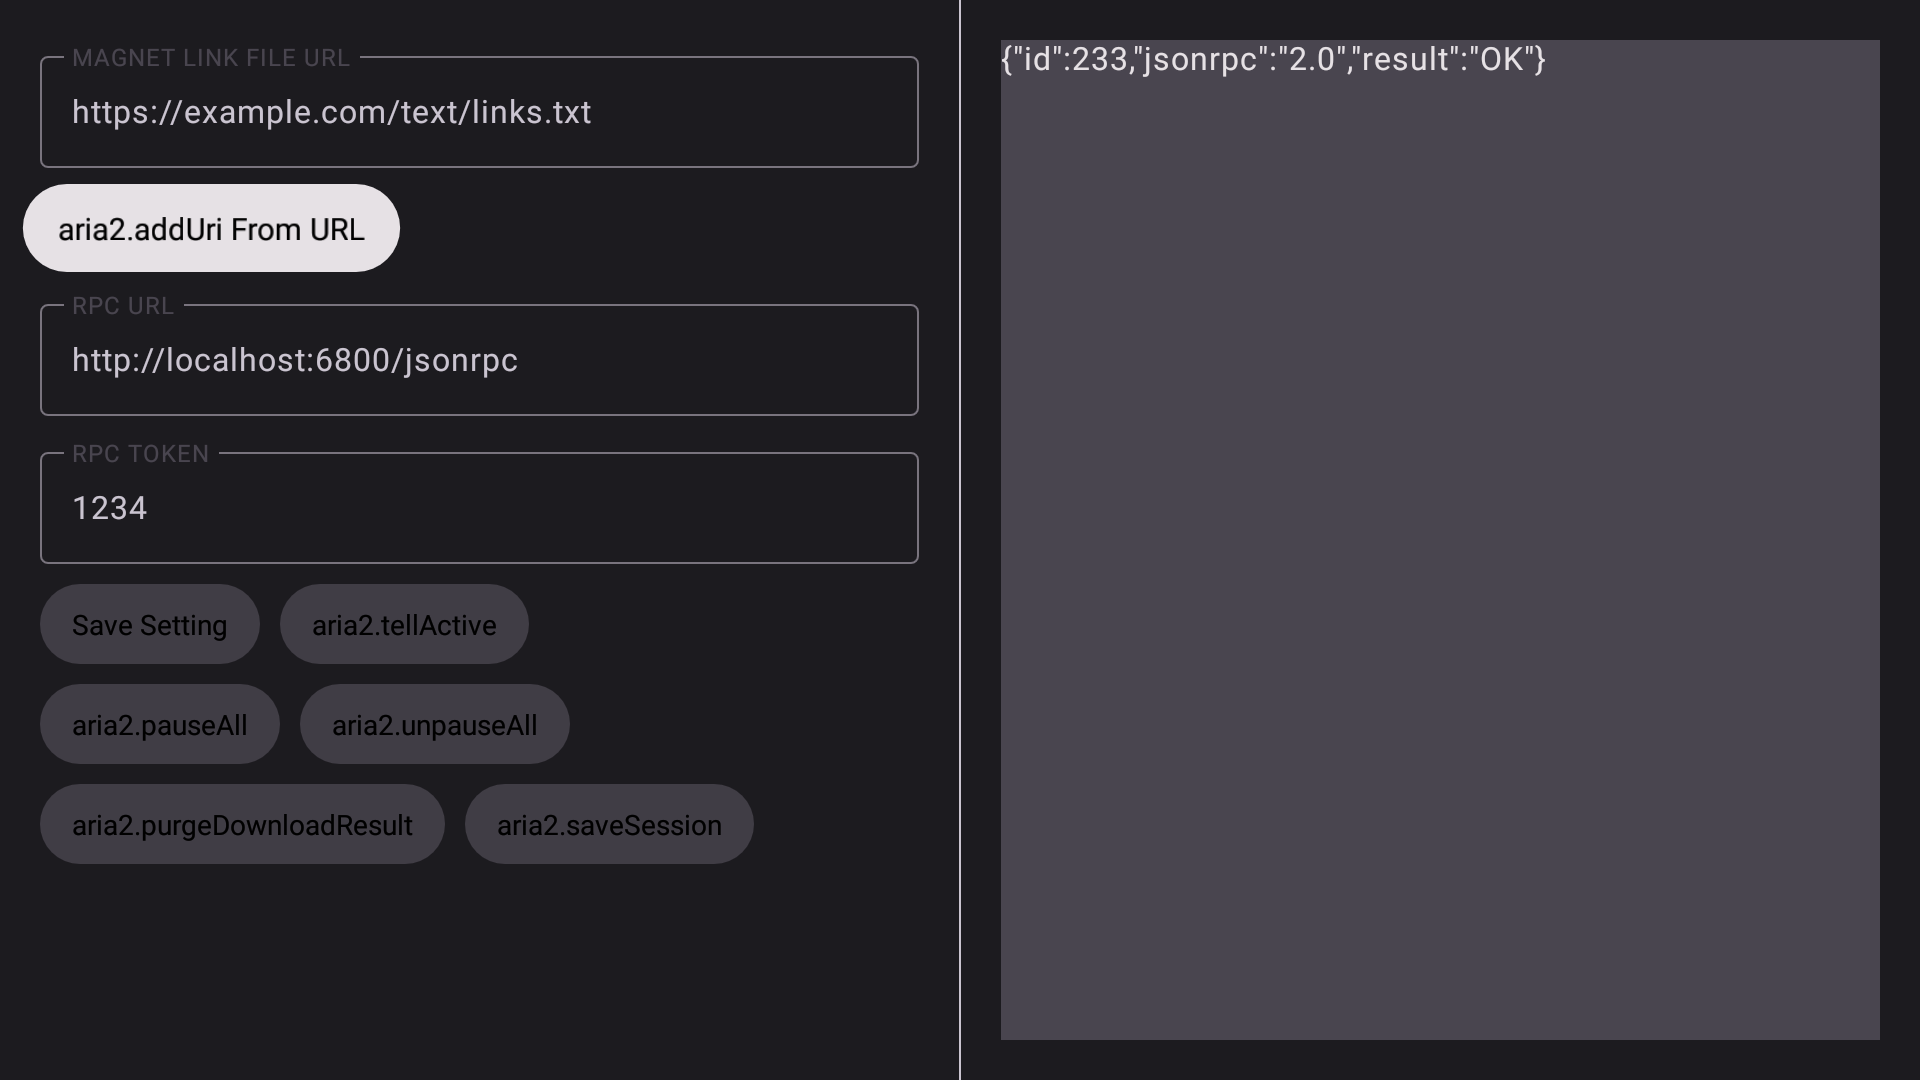 MAGNET LINK FILE URL
https://example.com/text/links.txt
aria2.addUri From URL
RPC URL
http://localhost:6800/jsonrpc
RPC TOKEN
1234
Save Setting
aria2.tellActive
aria2.pauseAll
aria2.unpauseAll
aria2.purgeDownloadResult
aria2.saveSession
{"id":233,"jsonrpc":"2.0","result":"OK"}